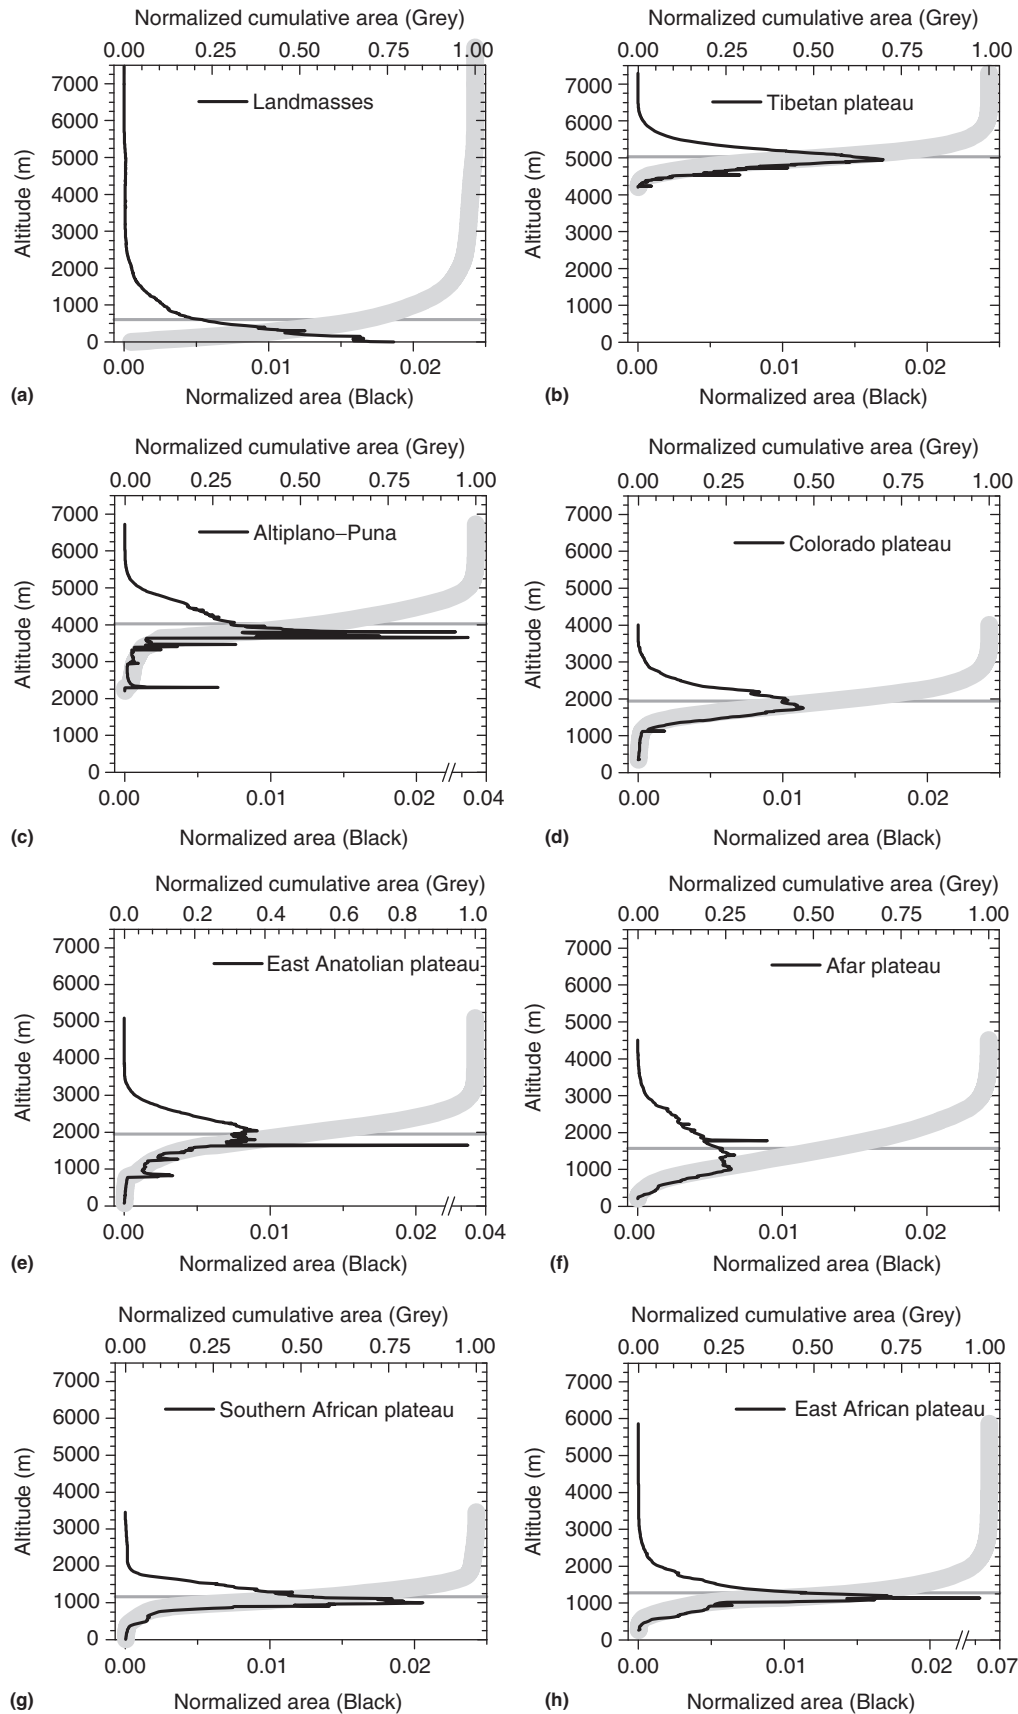 Normalized cumulative area (Grey)
0.00 0.25 0.50 0.75 1.00
7000
6000
5000
4000
3000
2000
1000
0
Altitude (m)
Landmasses
0.00 0.01 0.02
(a) Normalized area (Black)
Normalized cumulative area (Grey)
0.00 0.25 0.50 0.75 1.00
7000
6000
5000
4000
3000
2000
1000
0
Altitude (m)
Tibetan plateau
0.00 0.01 0.02
(b) Normalized area (Black)
Normalized cumulative area (Grey)
0.00 0.25 0.50 0.75 1.00
7000
6000
5000
4000
3000
2000
1000
0
Altitude (m)
Altiplano–Puna
0.00 0.01 0.02 0.04
(c) Normalized area (Black)
Normalized cumulative area (Grey)
0.00 0.25 0.50 0.75 1.00
7000
6000
5000
4000
3000
2000
1000
0
Altitude (m)
Colorado plateau
0.00 0.01 0.02
(d) Normalized area (Black)
Normalized cumulative area (Grey)
0.0 0.2 0.4 0.6 0.8 1.0
7000
6000
5000
4000
3000
2000
1000
0
Altitude (m)
East Anatolian plateau
0.00 0.01 0.02 0.04
(e) Normalized area (Black)
Normalized cumulative area (Grey)
0.00 0.25 0.50 0.75 1.00
7000
6000
5000
4000
3000
2000
1000
0
Altitude (m)
Afar plateau
0.00 0.01 0.02
(f) Normalized area (Black)
Normalized cumulative area (Grey)
0.00 0.25 0.50 0.75 1.00
7000
6000
5000
4000
3000
2000
1000
0
Altitude (m)
Southern African plateau
0.00 0.01 0.02
(g) Normalized area (Black)
Normalized cumulative area (Grey)
0.00 0.25 0.50 0.75 1.00
7000
6000
5000
4000
3000
2000
1000
0
Altitude (m)
East African plateau
0.00 0.01 0.02 0.07
(h) Normalized area (Black)